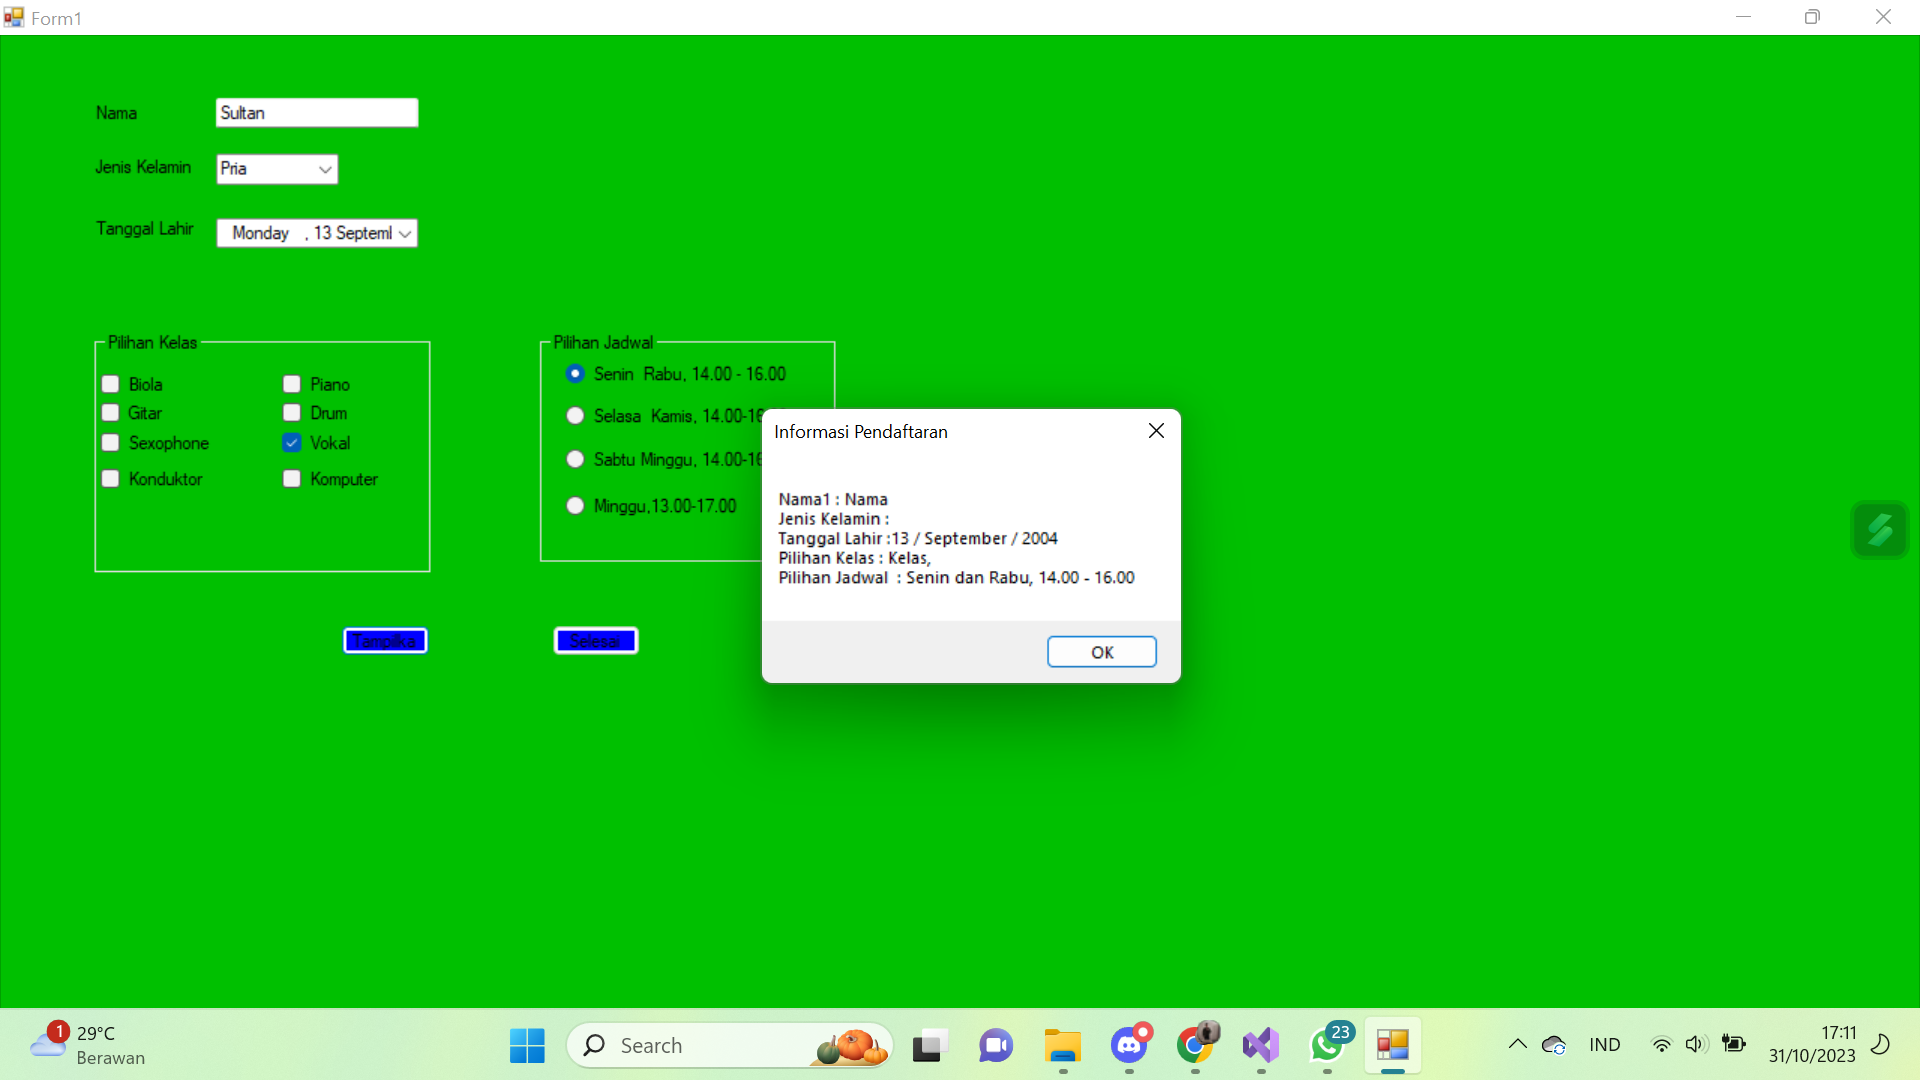 Form1
Nama
Sultan
Jenis Kelamin
Pria
Tanggal Lahir
Monday , 13 Septeml
Pilihan Kelas
Biola
Piano
Gitar
Drum
Sexophone
Vokal
Konduktor
Komputer
Pilihan Jadwal
Senin Rabu, 14.00 - 16.00
Selasa Kamis, 14.00-16
Sabtu Minggu, 14.00-16
Minggu,13.00-17.00
Tampilka
Selesai
Informasi Pendaftaran
Nama1 : Nama
Jenis Kelamin :
Tanggal Lahir :13 / September / 2004
Pilihan Kelas : Kelas,
Pilihan Jadwal : Senin dan Rabu, 14.00 - 16.00
OK
1
29°C
Berawan
Search
23
IND
17:11
31/10/2023